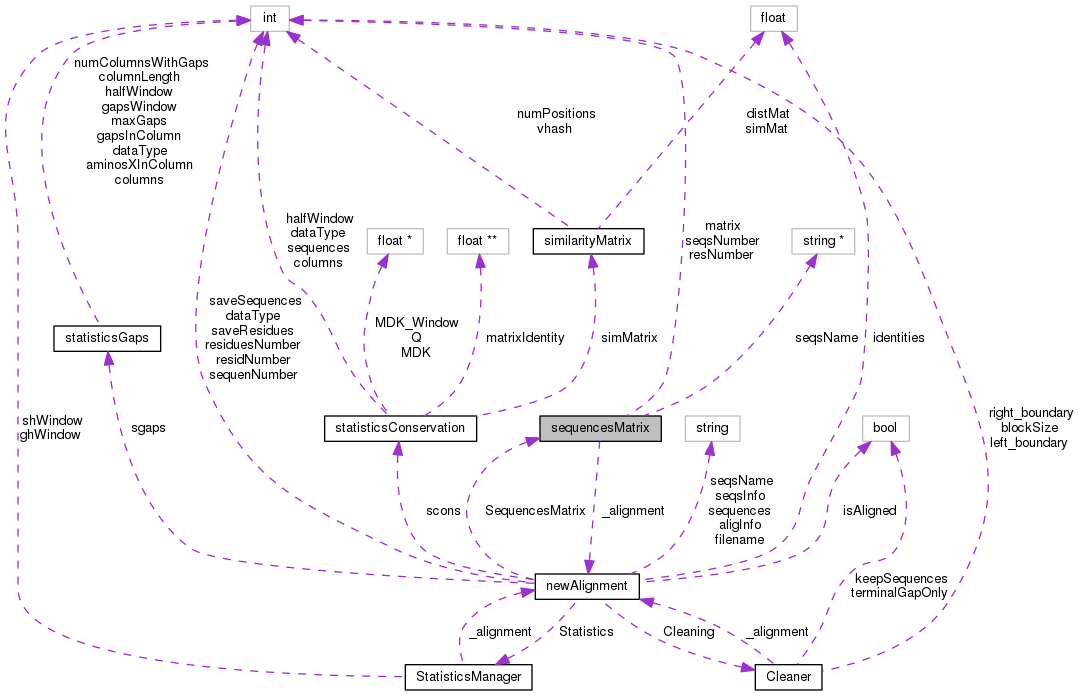 int
float
numColumnsWithGaps
columnLength
halfWindow
gapsWindow
maxGaps
gapsInColumn
dataType
aminosXInColumn
columns
numPositions
vhash
distMat
simMat
halfWindow
dataType
sequences
columns
float *
float **
similarityMatrix
matrix
seqsNumber
resNumber
string *
saveSequences
dataType
saveResidues
residuesNumber
residNumber
sequenNumber
statisticsGaps
MDK_Window
Q
MDK
matrixIdentity
simMatrix
seqsName
identities
shWindow
ghWindow
sgaps
statisticsConservation
sequencesMatrix
string
bool
right_boundary
blockSize
left_boundary
scons
SequencesMatrix
_alignment
seqsName
seqsInfo
sequences
aligInfo
filename
isAligned
newAlignment
keepSequences
terminalGapOnly
_alignment
Statistics
Cleaning
_alignment
StatisticsManager
Cleaner